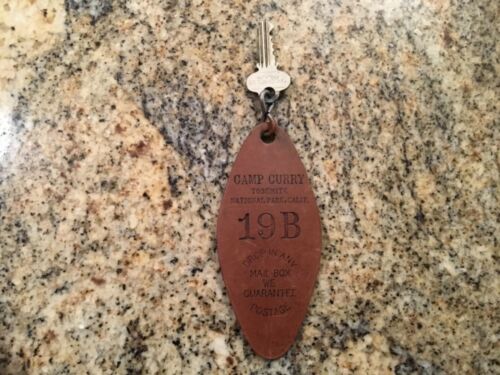 CAMP CURRY
YOSEMITE
NATIONAL PARK, CALIF.
19B
DROP IN ANY
MAIL BOX
WE
GUARANTEE
POSTAGE